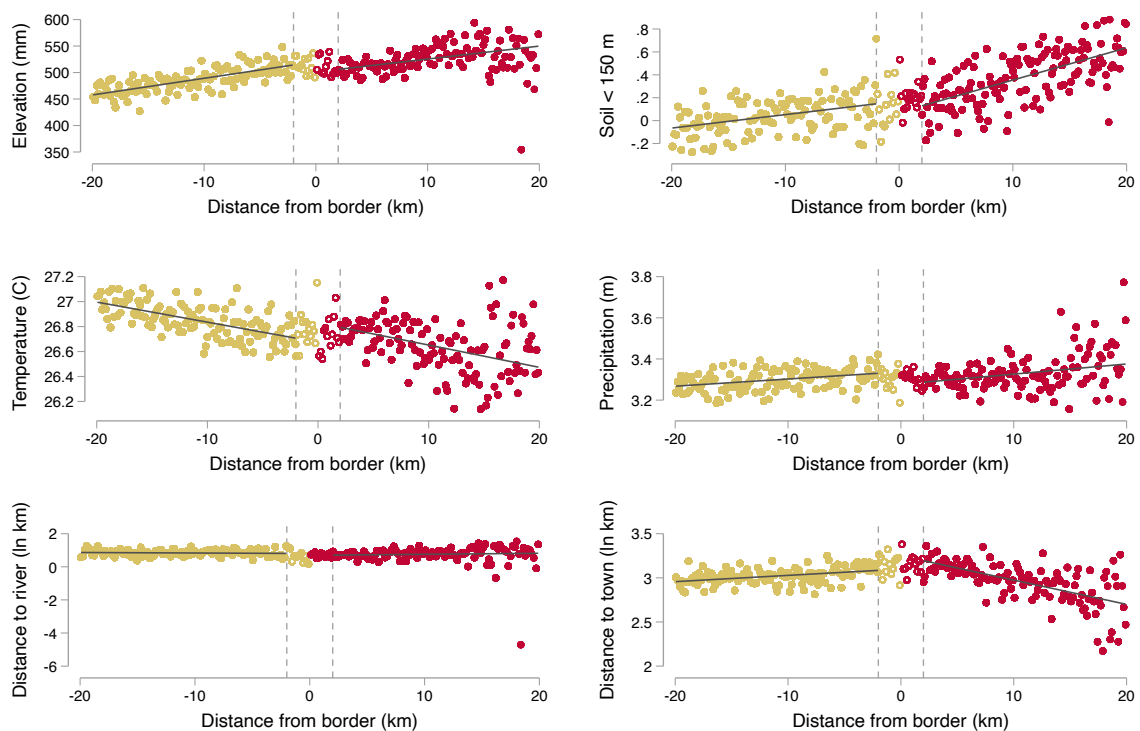 Elevation (mm)
600
550
500
450
400
350
-20 -10 0 10 20
Distance from border (km)
Soil < 150 m
.8
.6
.4
.2
0
-.2
-20 -10 0 10 20
Distance from border (km)
Temperature (C)
27.2
27
26.8
26.6
26.4
26.2
-20 -10 0 10 20
Distance from border (km)
Precipitation (m)
3.8
3.6
3.4
3.2
-20 -10 0 10 20
Distance from border (km)
Distance to river (ln km)
2
0
-2
-4
-6
-20 -10 0 10 20
Distance from border (km)
Distance to town (ln km)
3.5
3
2.5
2
-20 -10 0 10 20
Distance from border (km)